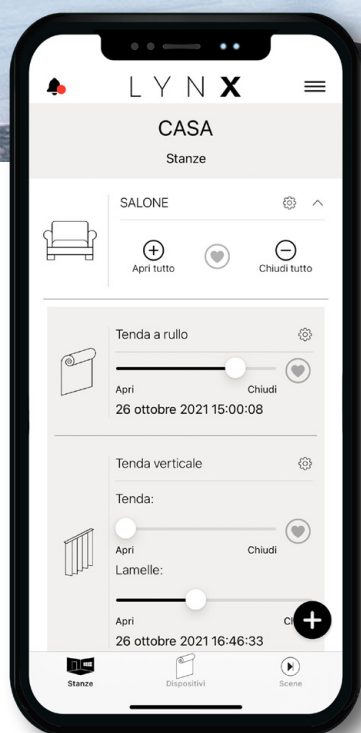 LYNX
CASA
Stanze
SALONE
Apri tutto
Chiudi tutto
Tenda a rullo
Apri Chiudi
26 ottobre 2021 15:00:08
Tenda verticale
Tenda:
Apri Chiudi
Lamelle:
Apri
26 ottobre 2021 16:46:33
Stanze Dispositivi Scene